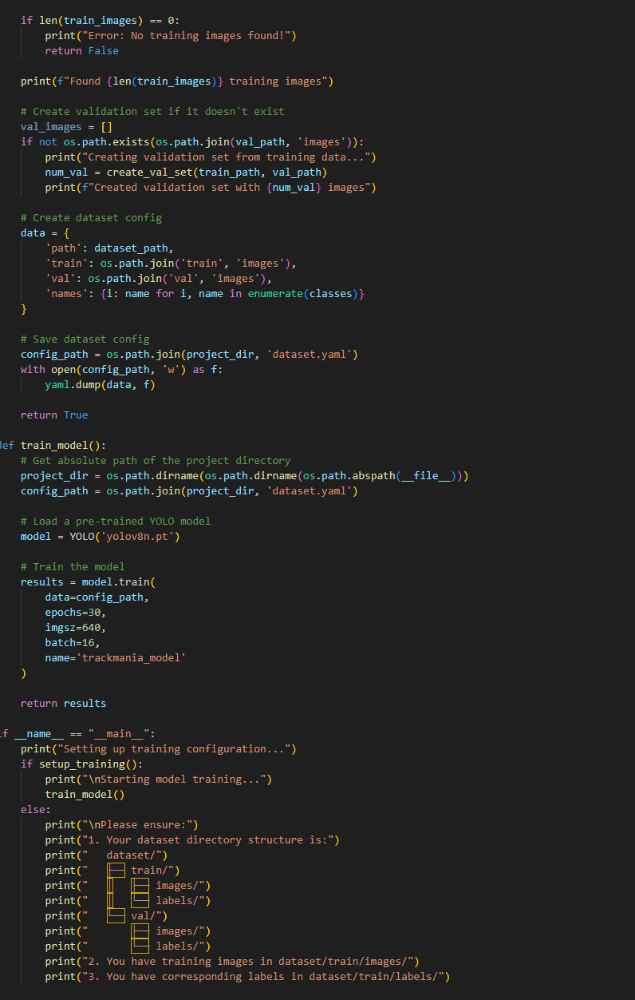 if len(train_images) == 0:
print("Error: No training images found!")
return False
print(f"Found {len(train_images)} training images")
# Create validation set if it doesn't exist
val_images = []
if not os.path.exists(os.path.join(val_path, 'images')):
print("Creating validation set from training data...")
num_val = create_val_set(train_path, val_path)
print(f"Created validation set with {num_val} images")
# Create dataset config
data = {
'path': dataset_path,
'train': os.path.join('train', 'images'),
'val': os.path.join('val', 'images'),
'names': {i: name for i, name in enumerate(classes)}
}
# Save dataset config
config_path = os.path.join(project_dir, 'dataset.yaml')
with open(config_path, 'w') as f:
yaml.dump(data, f)
return True
def train_model():
# Get absolute path of the project directory
project_dir = os.path.dirname(os.path.dirname(os.path.abspath(__file__)))
config_path = os.path.join(project_dir, 'dataset.yaml')
# Load a pre-trained YOLO model
model = YOLO('yolov8n.pt')
# Train the model
results = model.train(
data=config_path,
epochs=30,
imgsz=640,
batch=16,
name='trackmania_model'
)
return results
if __name__ == "__main__":
print("Setting up training configuration...")
if setup_training():
print("\nStarting model training...")
train_model()
else:
print("\nPlease ensure:")
print("1. Your dataset directory structure is:")
print("   dataset/")
print("   ├── train/")
print("   │   ├── images/")
print("   │   └── labels/")
print("   └── val/")
print("       ├── images/")
print("       └── labels/")
print("2. You have training images in dataset/train/images/")
print("3. You have corresponding labels in dataset/train/labels/")